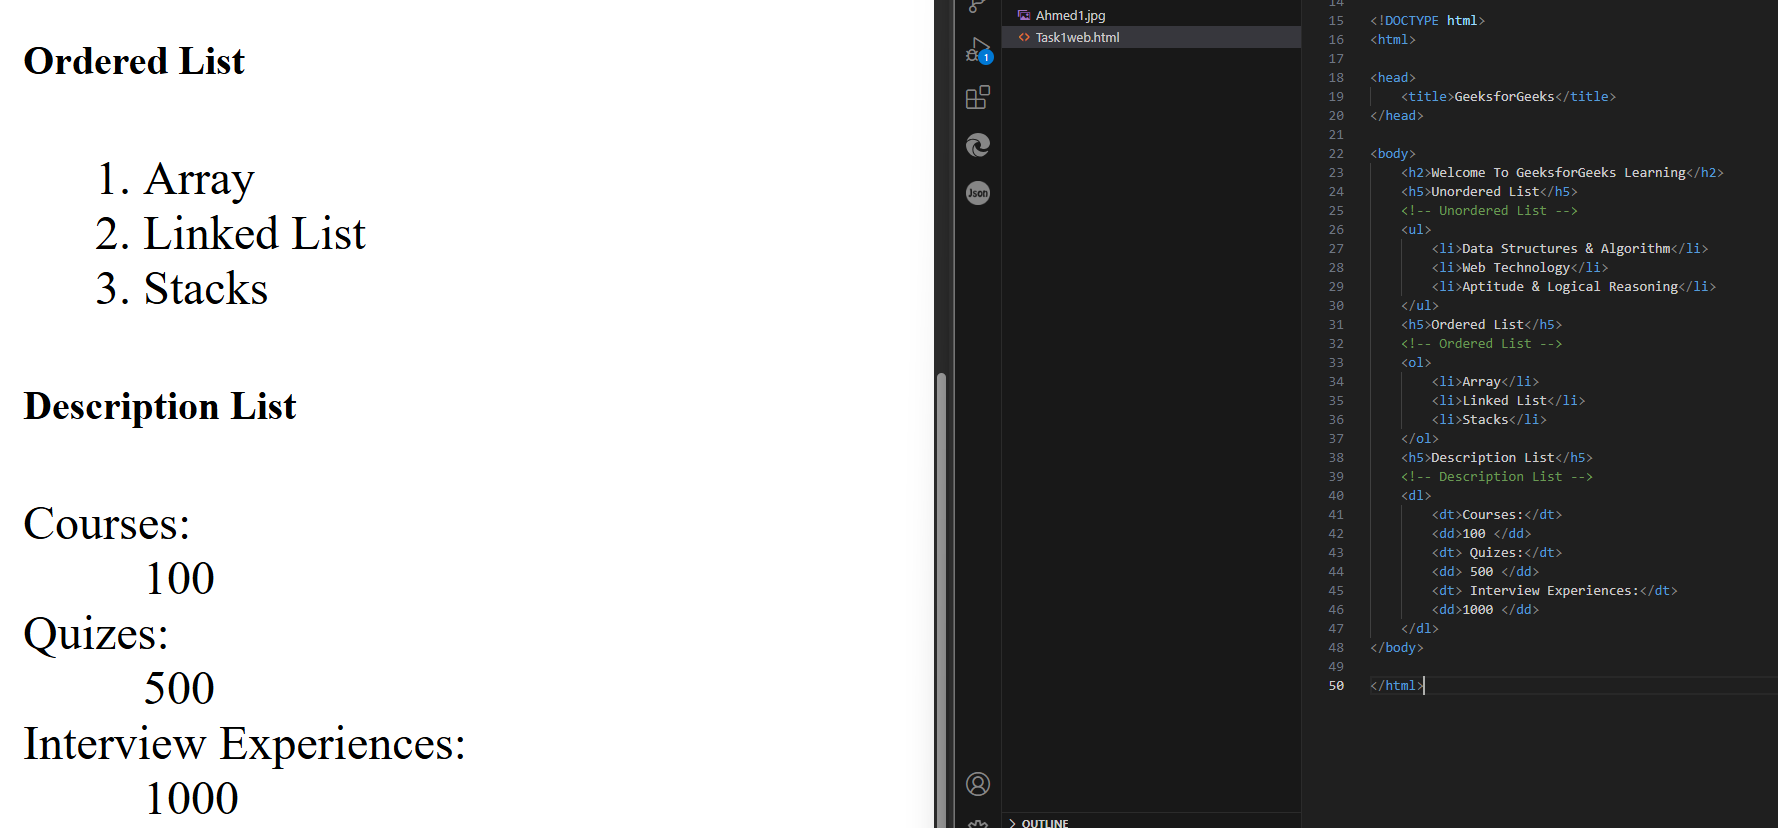 Ordered List
1. Array
2. Linked List
3. Stacks
Description List
Courses:
100
Quizes:
500
Interview Experiences:
1000
1
Json
Ahmed1.jpg
<> Task1web.html
> OUTLINE
14
15 <!DOCTYPE html>
16 <html>
17
18 <head>
19 <title>GeeksforGeeks</title>
20 </head>
21
22 <body>
23 <h2>Welcome To GeeksforGeeks Learning</h2>
24 <h5>Unordered List</h5>
25 <!-- Unordered List -->
26 <ul>
27 <li>Data Structures & Algorithm</li>
28 <li>Web Technology</li>
29 <li>Aptitude & Logical Reasoning</li>
30 </ul>
31 <h5>Ordered List</h5>
32 <!-- Ordered List -->
33 <ol>
34 <li>Array</li>
35 <li>Linked List</li>
36 <li>Stacks</li>
37 </ol>
38 <h5>Description List</h5>
39 <!-- Description List -->
40 <dl>
41 <dt>Courses:</dt>
42 <dd>100 </dd>
43 <dt> Quizes:</dt>
44 <dd> 500 </dd>
45 <dt> Interview Experiences:</dt>
46 <dd>1000 </dd>
47 </dl>
48 </body>
49
50 </html>